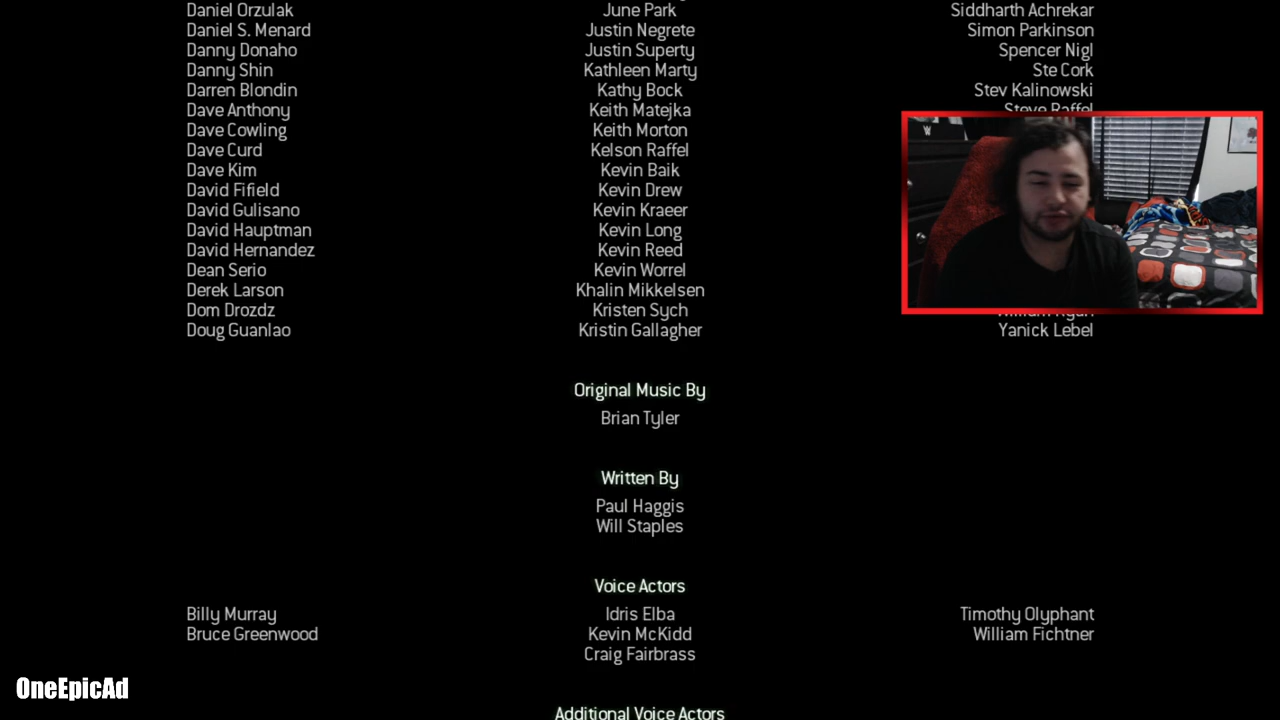 Daniel Orzulak
Daniel S. Menard
Danny Donaho
Danny Shin
Darren Blondin
Dave Anthony
Dave Cowling
Dave Curd
Dave Kim
David Fifield
David Gulisano
David Hauptman
David Hernandez
Dean Serio
Derek Larson
Dom Drozdz
Doug Guanlao
June Park
Justin Negrete
Justin Superty
Kathleen Marty
Kathy Bock
Keith Matejka
Keith Morton
Kelson Raffel
Kevin Baik
Kevin Drew
Kevin Kraeer
Kevin Long
Kevin Reed
Kevin Worrel
Khalin Mikkelsen
Kristen Sych
Kristin Gallagher
Siddharth Achrekar
Simon Parkinson
Spencer Nigl
Ste Cork
Stev Kalinowski
Steve Raffel
W
William Ryan
Yanick Lebel
Original Music By
Brian Tyler
Written By
Paul Haggis
Will Staples
Voice Actors
Billy Murray
Bruce Greenwood
Idris Elba
Kevin McKidd
Craig Fairbrass
Timothy Olyphant
William Fichtner
Additional Voice Actors
OneEpicAd